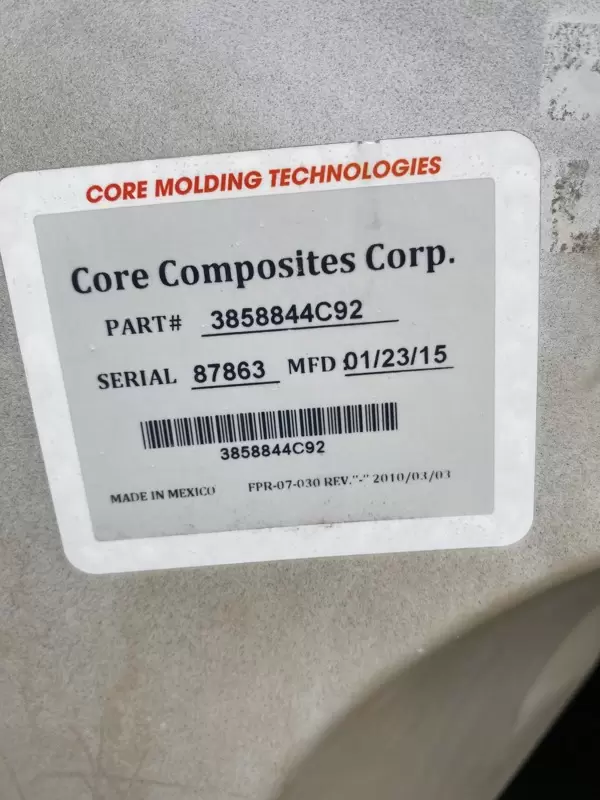 CORE MOLDING TECHNOLOGIES
Core Composites Corp.
PART# 3858844C92
SERIAL 87863 MFD 01/23/15
3858844C92
MADE IN MEXICO FPR-07-030 REV."-" 2010/03/03